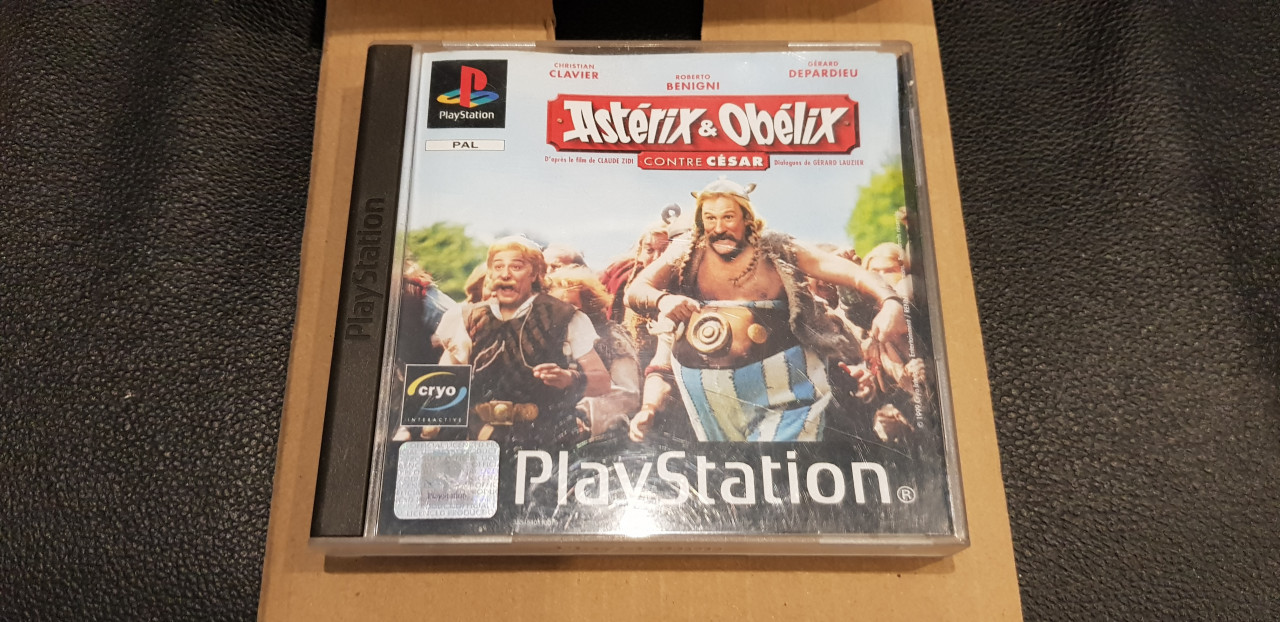 CHRISTIAN
CLAVIER
ROBERTO
BENIGNI
GÉRARD
DEPARDIEU
PlayStation
PAL
Astérix & Obélix
D'après le film de CLAUDE ZIDI
CONTRE CÉSAR
Dialogues de GÉRARD LAUZIER
PlayStation
cryo
INTERACTIVE
PlayStation
PlayStation®